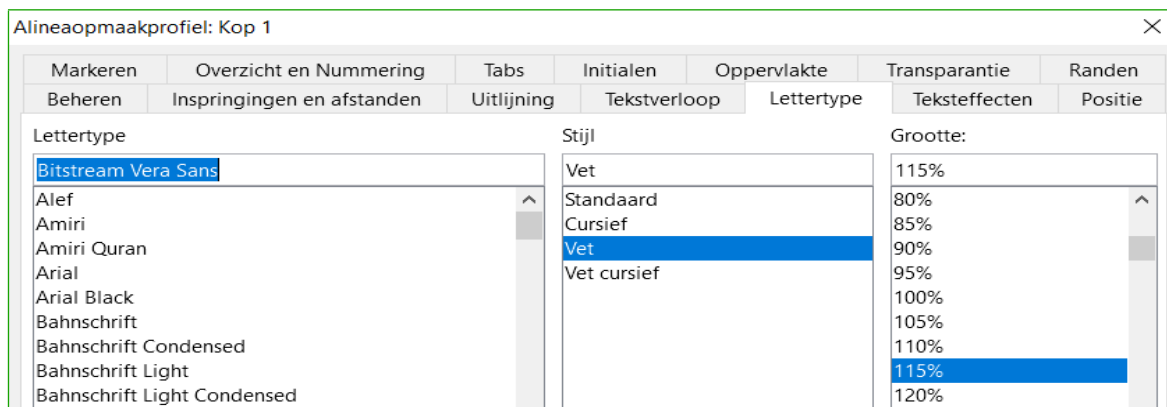 Alineaopmaakprofiel: Kop 1
Markeren Overzicht en Nummering Tabs Initialen Oppervlakte Transparantie Randen
Beheren Inspringingen en afstanden Uitlijning Tekstverloop Lettertype Teksteffecten Positie
Lettertype Stijl Grootte:
Bitstream Vera Sans Vet 115%
Alef Standaard 80%
Amiri Cursief 85%
Amiri Quran Vet 90%
Arial Vet cursief 95%
Arial Black 100%
Bahnschrift 105%
Bahnschrift Condensed 110%
Bahnschrift Light 115%
Bahnschrift Light Condensed 120%